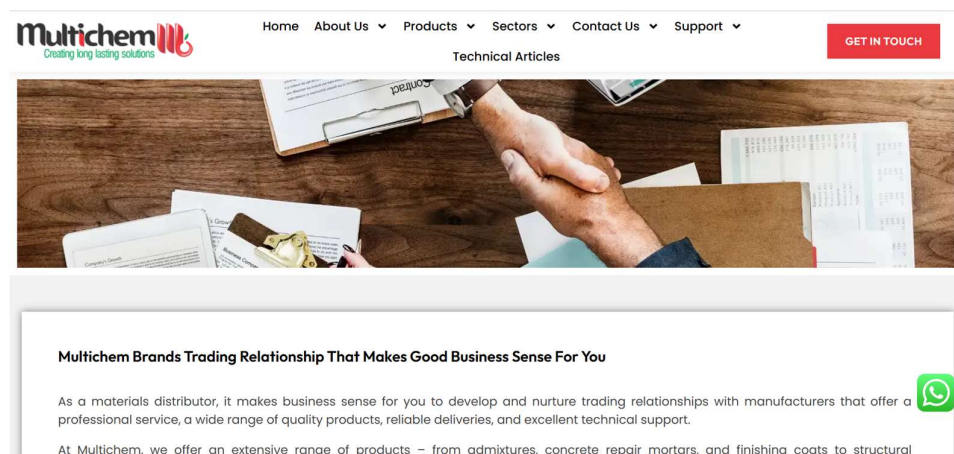 Multichem
Creating long lasting solutions
Home About Us Products Sectors Contact Us Support
Technical Articles
GET IN TOUCH
Contract
Company's Growth
Multichem Brands Trading Relationship That Makes Good Business Sense For You
As a materials distributor, it makes business sense for you to develop and nurture trading relationships with manufacturers that offer a
professional service, a wide range of quality products, reliable deliveries, and excellent technical support.
At Multichem, we offer an extensive range of products – from admixtures, concrete repair mortars, and finishing coats to structural